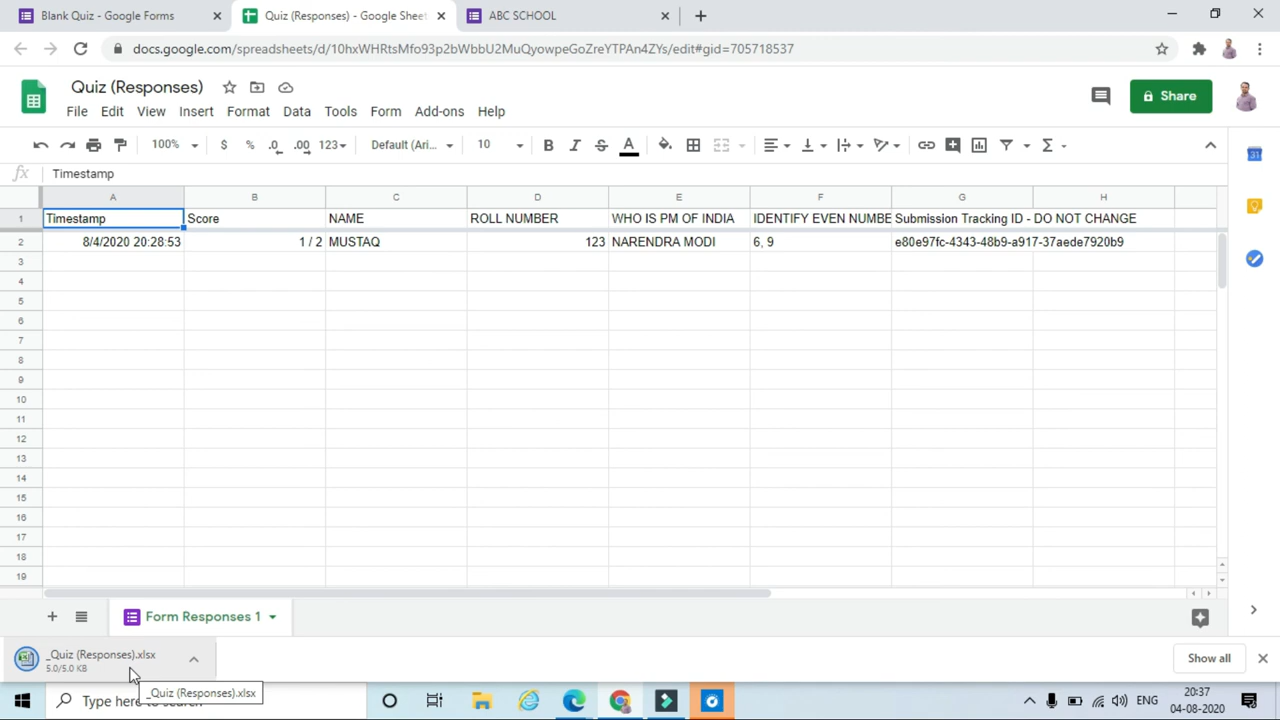 Blank Quiz - Google Forms
Quiz (Responses) - Google Sheet
ABC SCHOOL
docs.google.com/spreadsheets/d/10hxWHRtsMfo93p2bWbbU2MuQyowpeGoZreYTPAn4ZYs/edit#gid=705718537
Quiz (Responses)
File Edit View Insert Format Data Tools Form Add-ons Help
Share
100% $ % .0 .00 123 Default (Ari... 10 B I S A Σ
fx Timestamp
A B C D E F G H
1 Timestamp Score NAME ROLL NUMBER WHO IS PM OF INDIA IDENTIFY EVEN NUMBE Submission Tracking ID - DO NOT CHANGE
2 8/4/2020 20:28:53 1 / 2 MUSTAQ 123 NARENDRA MODI 6, 9 e80e97fc-4343-48b9-a917-37aede7920b9
3
4
5
6
7
8
9
10
11
12
13
14
15
16
17
18
19
31
Form Responses 1
_Quiz (Responses).xlsx
5.0/5.0 KB
Show all
_Quiz (Responses).xlsx
Type here to search
ENG
20:37
04-08-2020